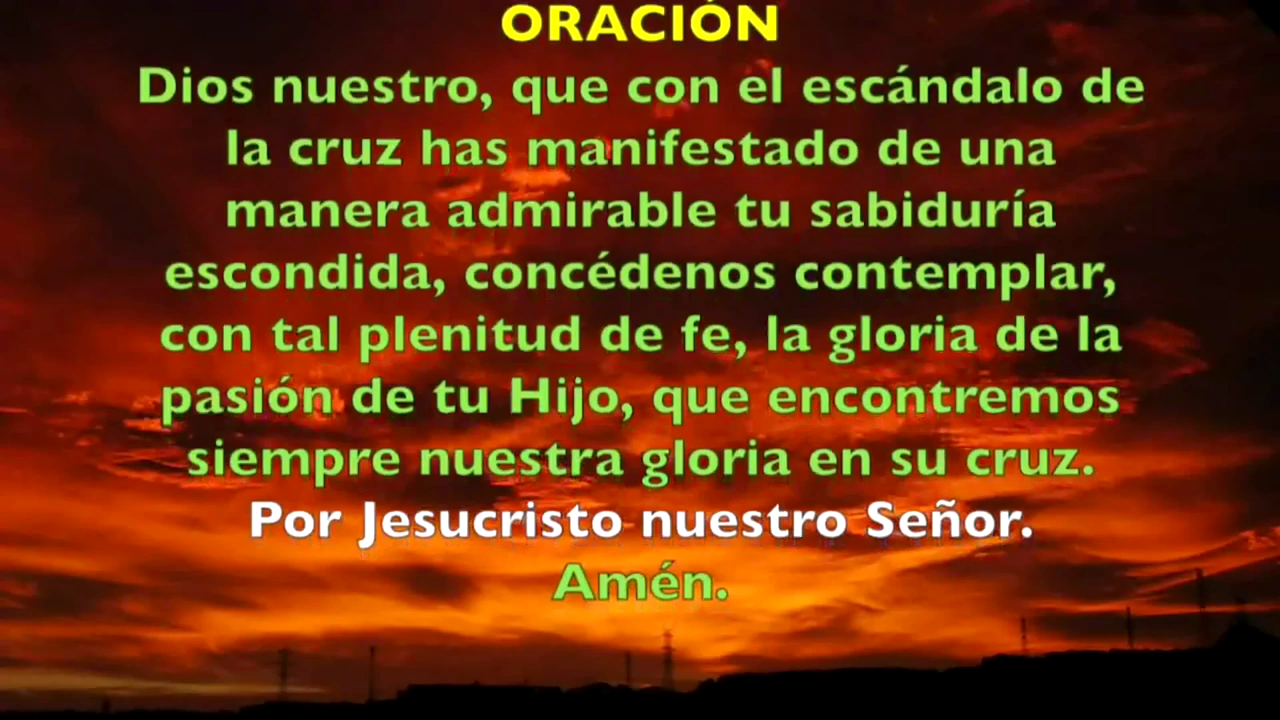 ORACIÓN
Dios nuestro, que con el escándalo de
la cruz has manifestado de una
manera admirable tu sabiduría
escondida, concédenos contemplar,
con tal plenitud de fe, la gloria de la
pasión de tu Hijo, que encontremos
siempre nuestra gloria en su cruz.
Por Jesucristo nuestro Señor.
Amén.